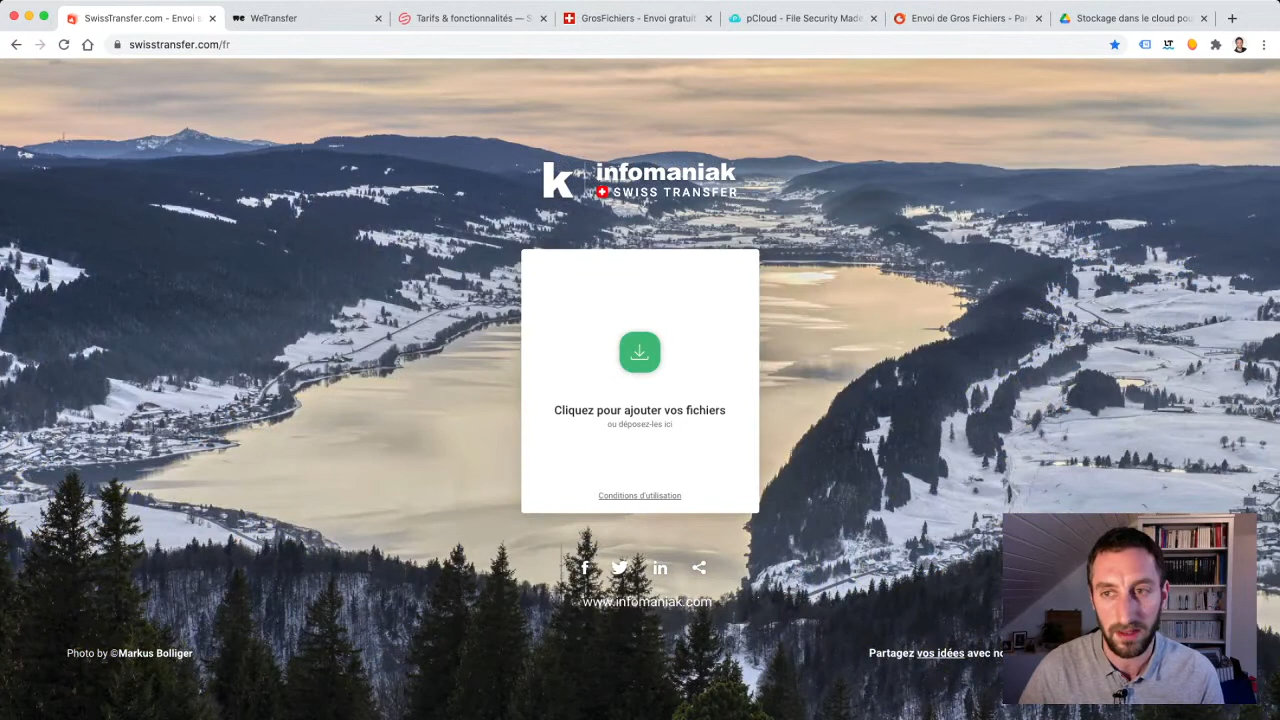 SwissTransfer.com - Envoi s
WeTransfer
Tarifs & fonctionnalités — S
GrosFichiers - Envoi gratuit
pCloud - File Security Made
Envoi de Gros Fichiers - Par
Stockage dans le cloud pou
swisstransfer.com/fr
LT
k infomaniak
SWISS TRANSFER
Cliquez pour ajouter vos fichiers
ou déposez-les ici
Conditions d'utilisation
www.infomaniak.com
Photo by ©Markus Bolliger
Partagez vos idées avec no